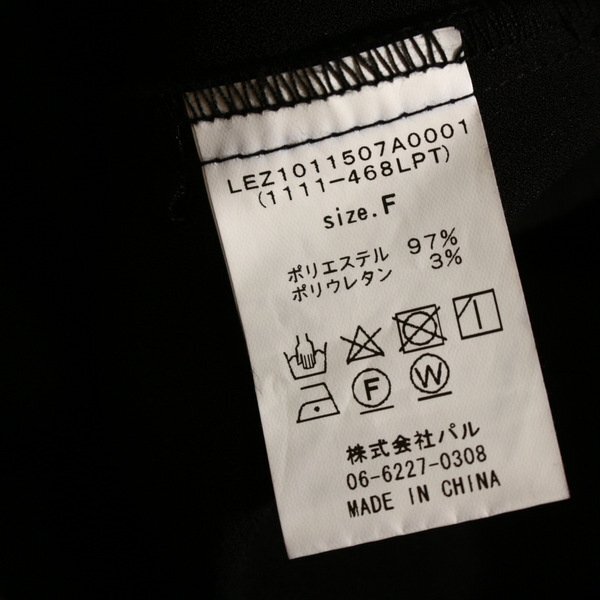 LEZ1011507A0001
(1111-468LPT)
size.F
ポリエステル 97%
ポリウレタン 3%
F W
株式会社パル
06-6227-0308
MADE IN CHINA